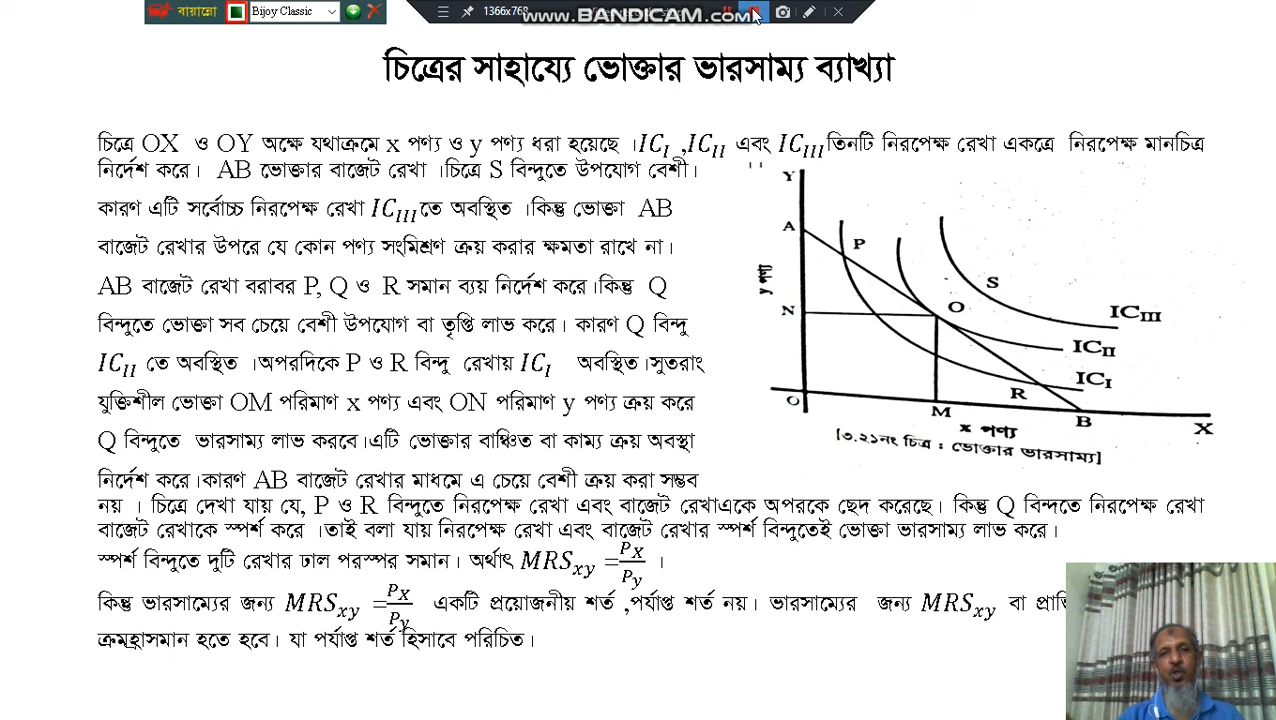 বায়ান্নো Bijoy Classic 1366x768
www.BANDICAM.com
চিত্রের সাহায্যে ভোক্তার ভারসাম্য ব্যাখ্যা
চিত্রে OX ও OY অক্ষে যথাক্রমে x পণ্য ও y পণ্য ধরা হয়েছে ।IC_I ,IC_II এবং IC_III তিনটি নিরপেক্ষ রেখা একত্রে নিরপেক্ষ মানচিত্র
নির্দেশ করে। AB ভোক্তার বাজেট রেখা ।চিত্রে S বিন্দুতে উপযোগ বেশী।
কারণ এটি সর্বোচ্চ নিরপেক্ষ রেখা IC_III তে অবস্থিত ।কিন্তু ভোক্তা AB
বাজেট রেখার উপরে যে কোন পণ্য সংমিশ্রণ ক্রয় করার ক্ষমতা রাখে না।
AB বাজেট রেখা বরাবর P, Q ও R সমান ব্যয় নির্দেশ করে।কিন্তু Q
বিন্দুতে ভোক্তা সব চেয়ে বেশী উপযোগ বা তৃপ্তি লাভ করে। কারণ Q বিন্দু
IC_II তে অবস্থিত ।অপরদিকে P ও R বিন্দু রেখায় IC_I অবস্থিত।সুতরাং
যুক্তিশীল ভোক্তা OM পরিমাণ x পণ্য এবং ON পরিমাণ y পণ্য ক্রয় করে
Q বিন্দুতে ভারসাম্য লাভ করবে।এটি ভোক্তার বাঞ্চিত বা কাম্য ক্রয় অবস্থা
নির্দেশ করে।কারণ AB বাজেট রেখার মাধমে এ চেয়ে বেশী ক্রয় করা সম্ভব
নয় । চিত্রে দেখা যায় যে, P ও R বিন্দুতে নিরপেক্ষ রেখা এবং বাজেট রেখাএকে অপরকে ছেদ করেছে। কিন্তু Q বিন্দতে নিরপেক্ষ রেখা
বাজেট রেখাকে স্পর্শ করে ।তাই বলা যায় নিরপেক্ষ রেখা এবং বাজেট রেখার স্পর্শ বিন্দুতেই ভোক্তা ভারসাম্য লাভ করে।
স্পর্শ বিন্দুতে দুটি রেখার ঢাল পরস্পর সমান। অর্থাৎ MRS_xy = P_X/P_y ।
কিন্তু ভারসাম্যের জন্য MRS_xy = P_X/P_y একটি প্রয়োজনীয় শর্ত ,পর্যাপ্ত শর্ত নয়। ভারসাম্যের জন্য MRS_xy বা
ক্রমহ্রাসমান হতে হবে। যা পর্যাপ্ত শর্ত হিসাবে পরিচিত।
Y
A
P
S
y পণ্য
N
O
IC_III
IC_II
IC_I
R
O
M
B
X
x পণ্য
[৩.২১নং চিত্র : ভোক্তার ভারসাম্য]